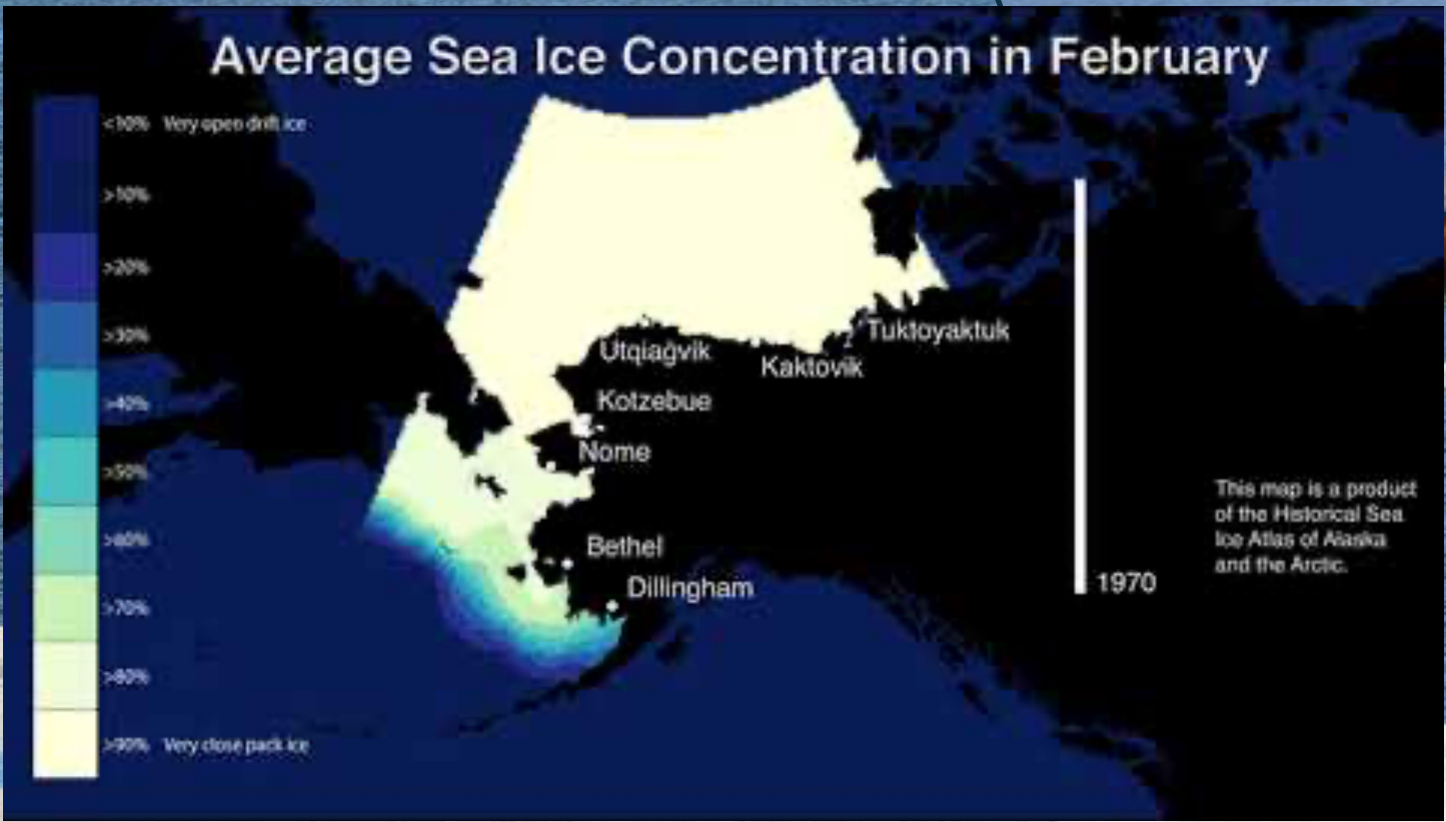 Average Sea Ice Concentration in February
<10% Very open drift ice
>10%
>20%
>30%
>40%
>50%
>60%
>70%
>80%
>90% Very close pack ice
Utqiaġvik
Tuktoyaktuk
Kaktovik
Kotzebue
Nome
Bethel
Dillingham
1970
This map is a product
of the Historical Sea
Ice Atlas of Alaska
and the Arctic.